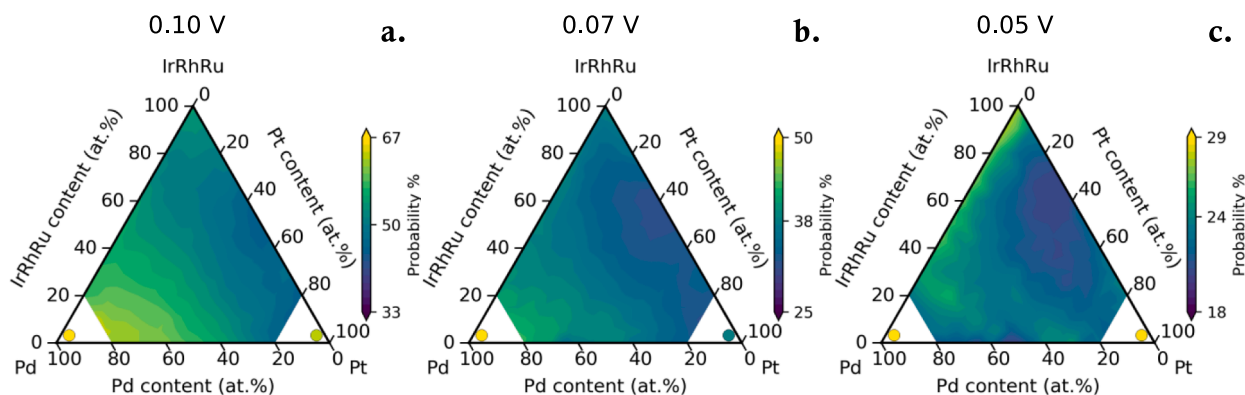 0.10 V
a.
IrRhRu
100
0
80
20
60
40
40
60
20
80
0
100
100
80
60
40
20
0
Pd
Pt
IrRhRu content (at.%)
Pt content (at.%)
Pd content (at.%)
67
50
33
Probability %
0.07 V
b.
IrRhRu
100
0
80
20
60
40
40
60
20
80
0
100
100
80
60
40
20
0
Pd
Pt
IrRhRu content (at.%)
Pt content (at.%)
Pd content (at.%)
50
38
25
Probability %
0.05 V
c.
IrRhRu
100
0
80
20
60
40
40
60
20
80
0
100
100
80
60
40
20
0
Pd
Pt
IrRhRu content (at.%)
Pt content (at.%)
Pd content (at.%)
29
24
18
Probability %